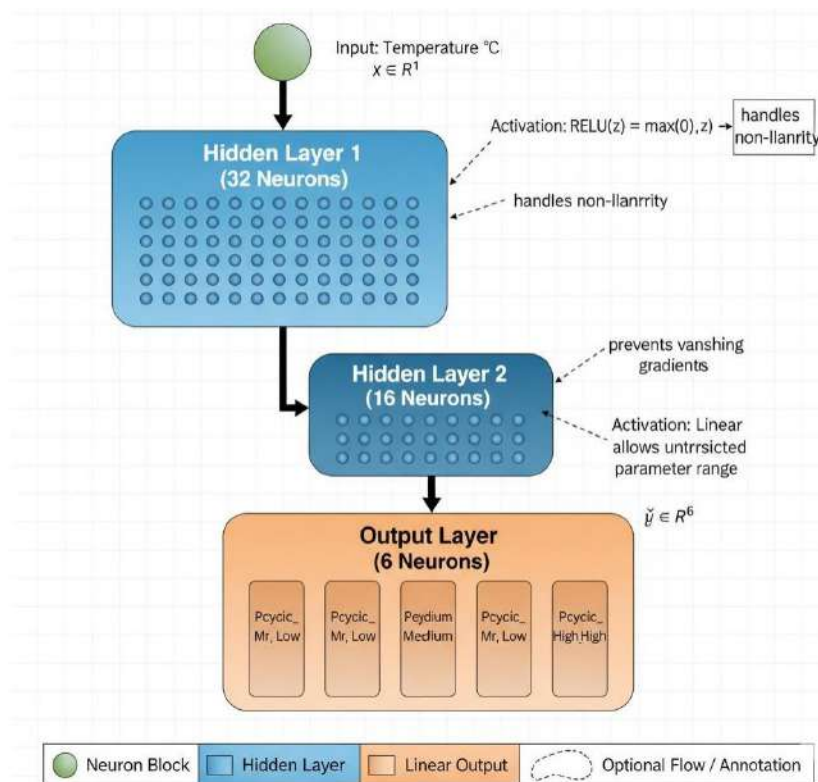 Input: Temperature °C
x ∈ R¹
Activation: RELU(z) = max(0),z)
handles
non-llanrity
Hidden Layer 1
(32 Neurons)
handles non-llanrrity
prevents vanshing
gradients
Hidden Layer 2
(16 Neurons)
Activation: Linear
allows untrrsicted
parameter range
y̌ ∈ R⁶
Output Layer
(6 Neurons)
Pcycic_
Mr, Low
Pcycic_
Mr, Low
Peydium
Medium
Pcycic_
Mr, Low
Pcycic_
High,High
Neuron Block
Hidden Layer
Linear Output
Optional Flow / Annotation